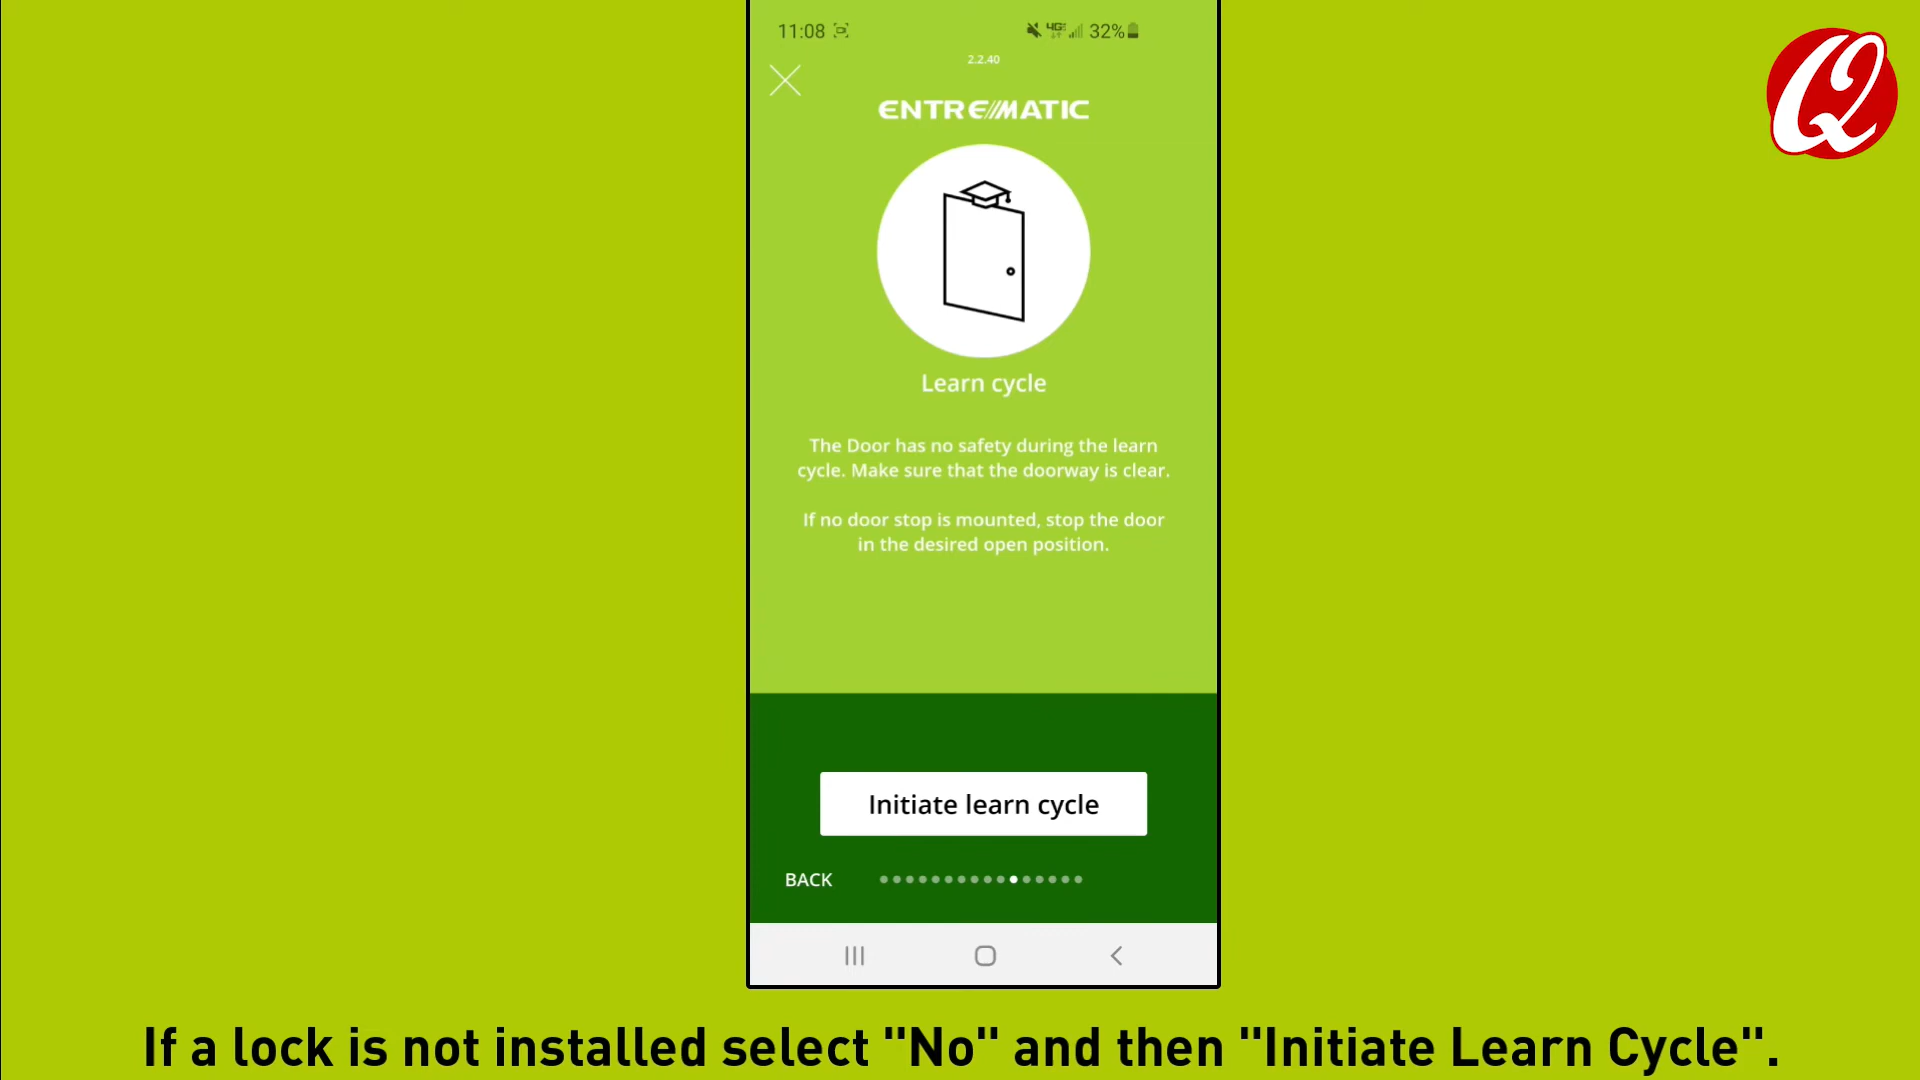 11:08
4G
32%
2.2.40
ENTREMATIC
Learn cycle
The Door has no safety during the learn
cycle. Make sure that the doorway is clear.
If no door stop is mounted, stop the door
in the desired open position.
Initiate learn cycle
BACK
Q
If a lock is not installed select "No" and then "Initiate Learn Cycle".